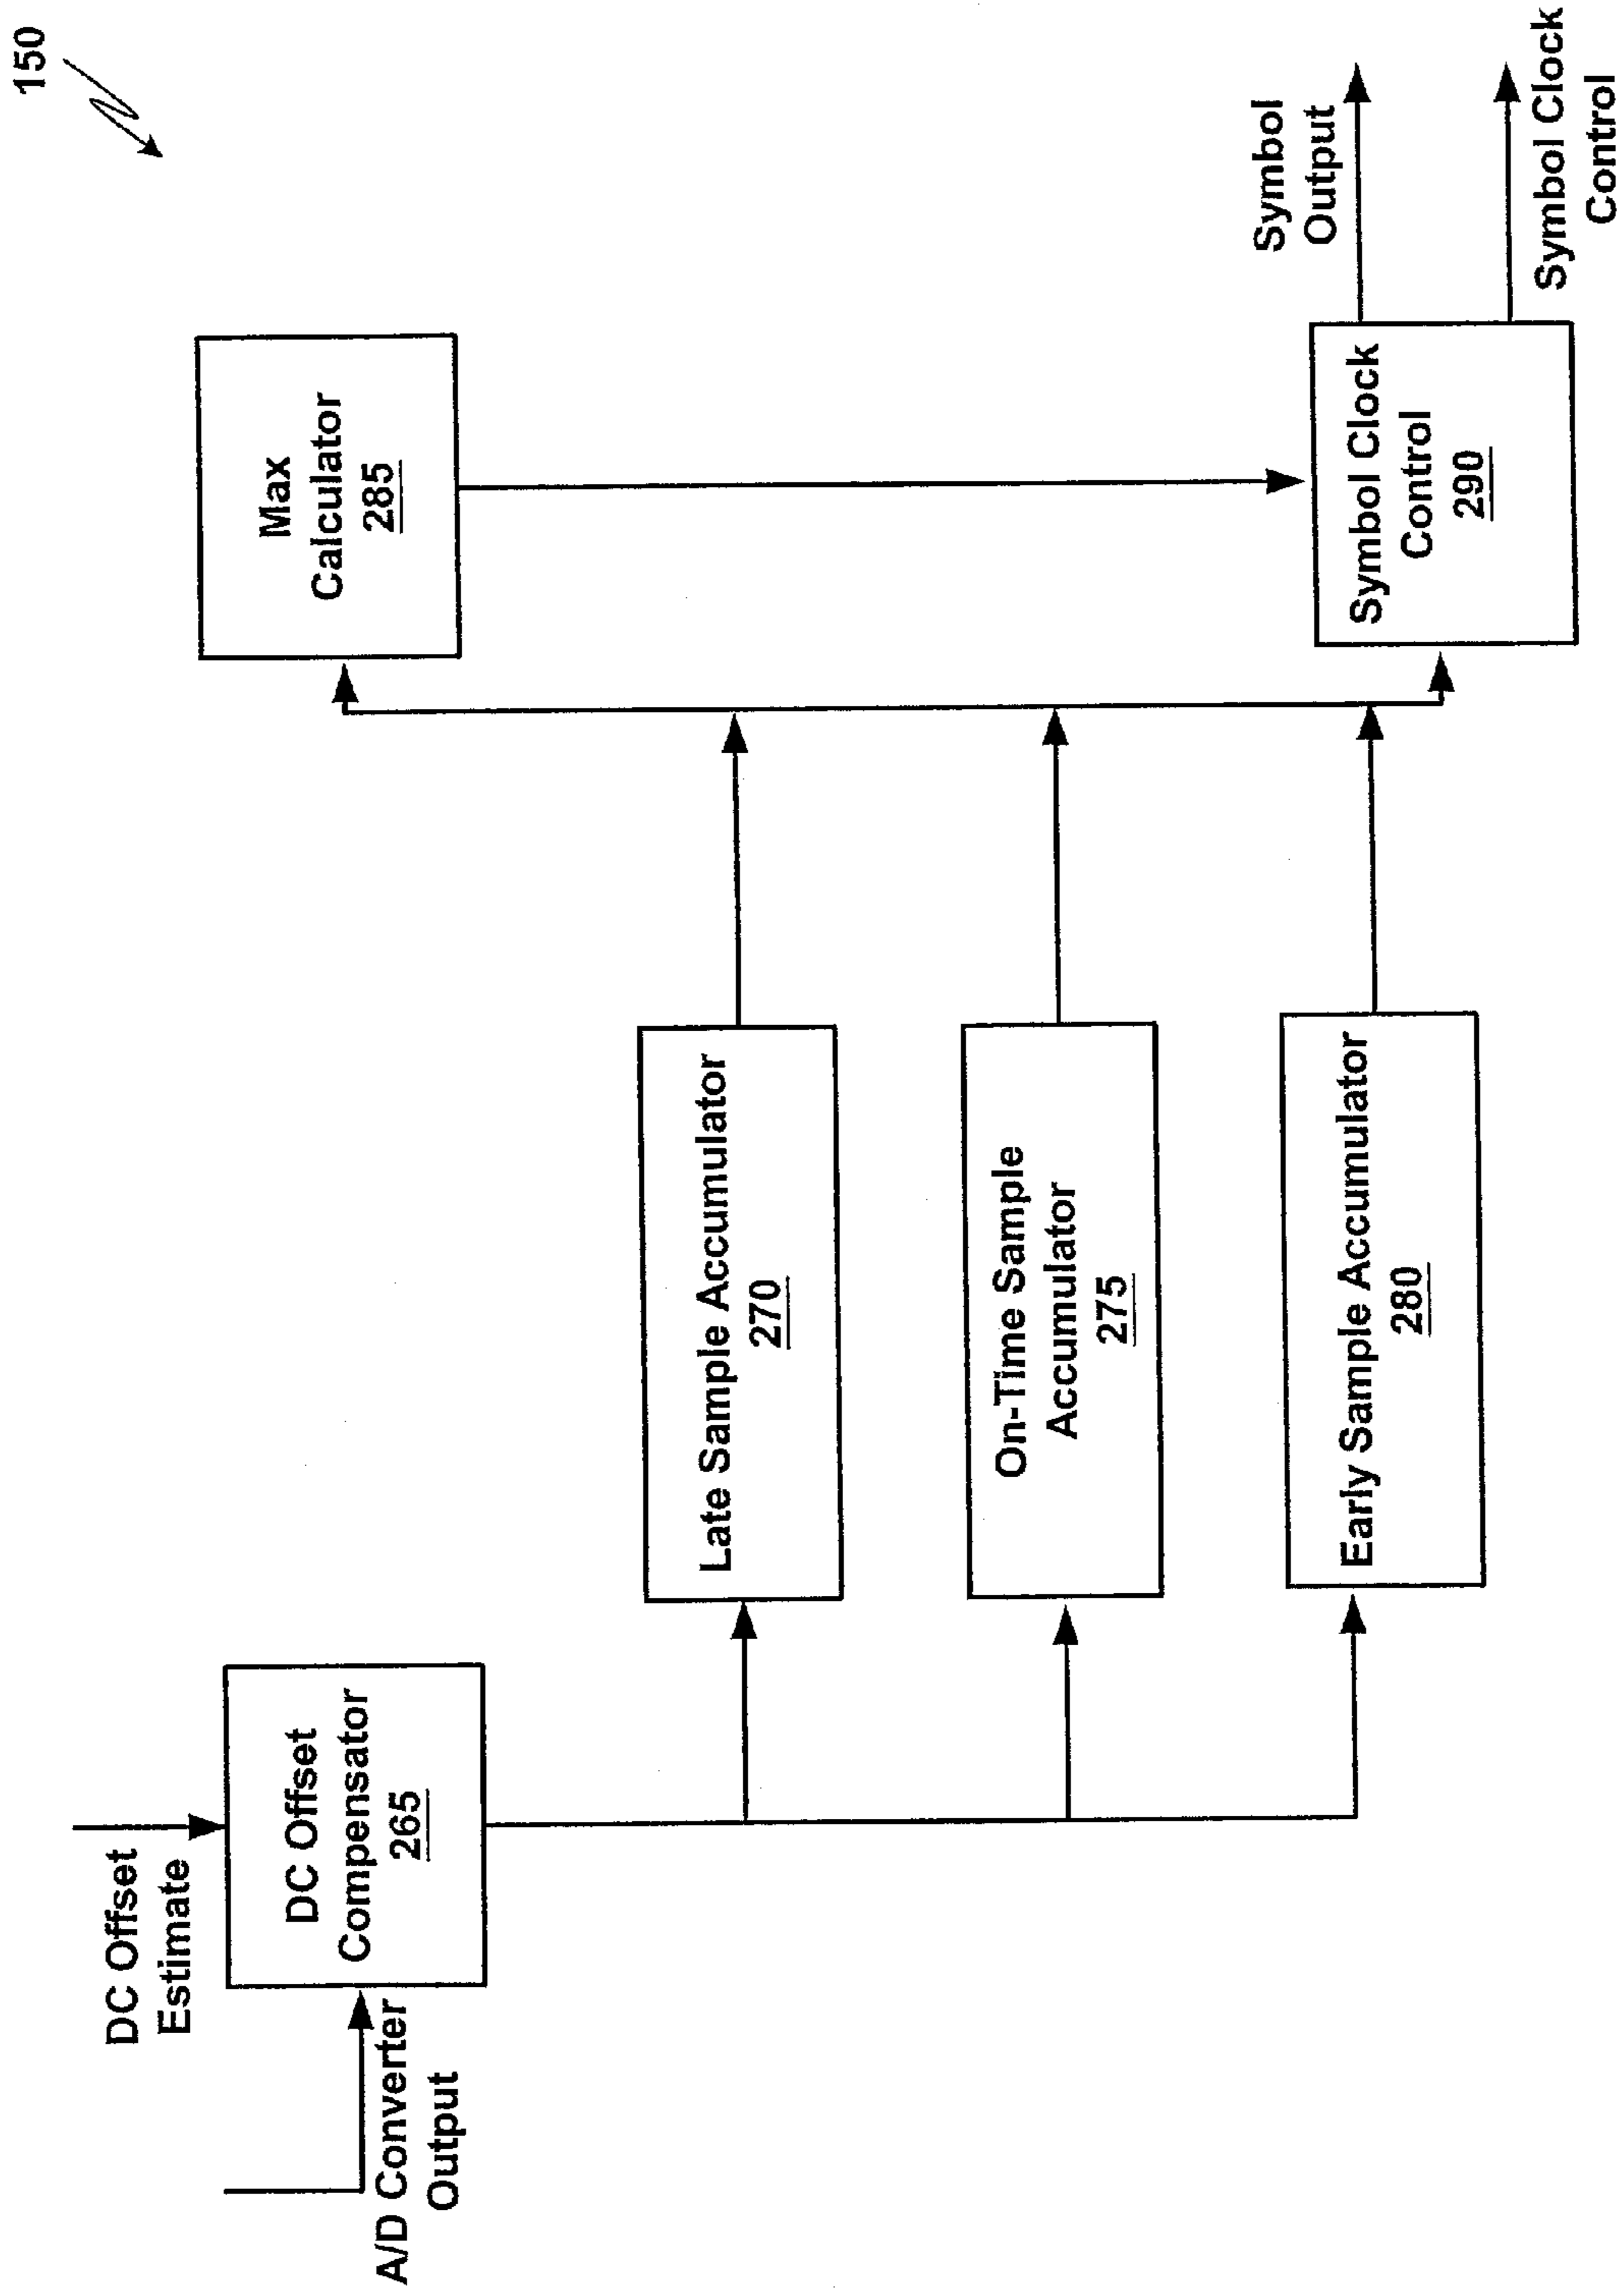 150
DC Offset
Estimate
A/D Converter
Output
DC Offset
Compensator
265
Late Sample Accumulator
270
On-Time Sample
Accumulator
275
Early Sample Accumulator
280
Max
Calculator
285
Symbol Clock
Control
290
Symbol
Output
Symbol Clock
Control